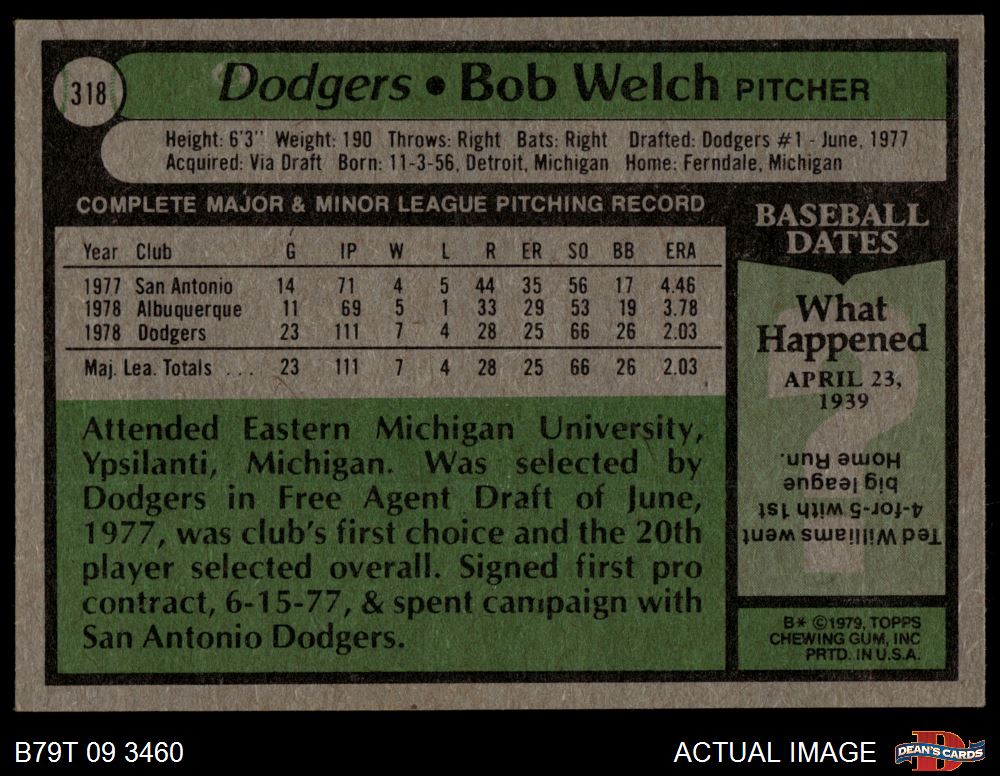 318
Dodgers • Bob Welch PITCHER
Height: 6'3" Weight: 190 Throws: Right Bats: Right Drafted: Dodgers #1 - June, 1977
Acquired: Via Draft Born: 11-3-56, Detroit, Michigan Home: Ferndale, Michigan
COMPLETE MAJOR & MINOR LEAGUE PITCHING RECORD
Year Club G IP W L R ER SO BB ERA
1977 San Antonio 14 71 4 5 44 35 56 17 4.46
1978 Albuquerque 11 69 5 1 33 29 53 19 3.78
1978 Dodgers 23 111 7 4 28 25 66 26 2.03
Maj. Lea. Totals . . . 23 111 7 4 28 25 66 26 2.03
Attended Eastern Michigan University,
Ypsilanti, Michigan. Was selected by
Dodgers in Free Agent Draft of June,
1977, was club's first choice and the 20th
player selected overall. Signed first pro
contract, 6-15-77, & spent campaign with
San Antonio Dodgers.
BASEBALL
DATES
What
Happened
APRIL 23,
1939
Ted Williams went
4-for-5 with 1st
big league
Home Run.
B* ©1979, TOPPS
CHEWING GUM, INC
PRTD. IN U.S.A.
B79T 09 3460
ACTUAL IMAGE
D
DEAN'S CARDS